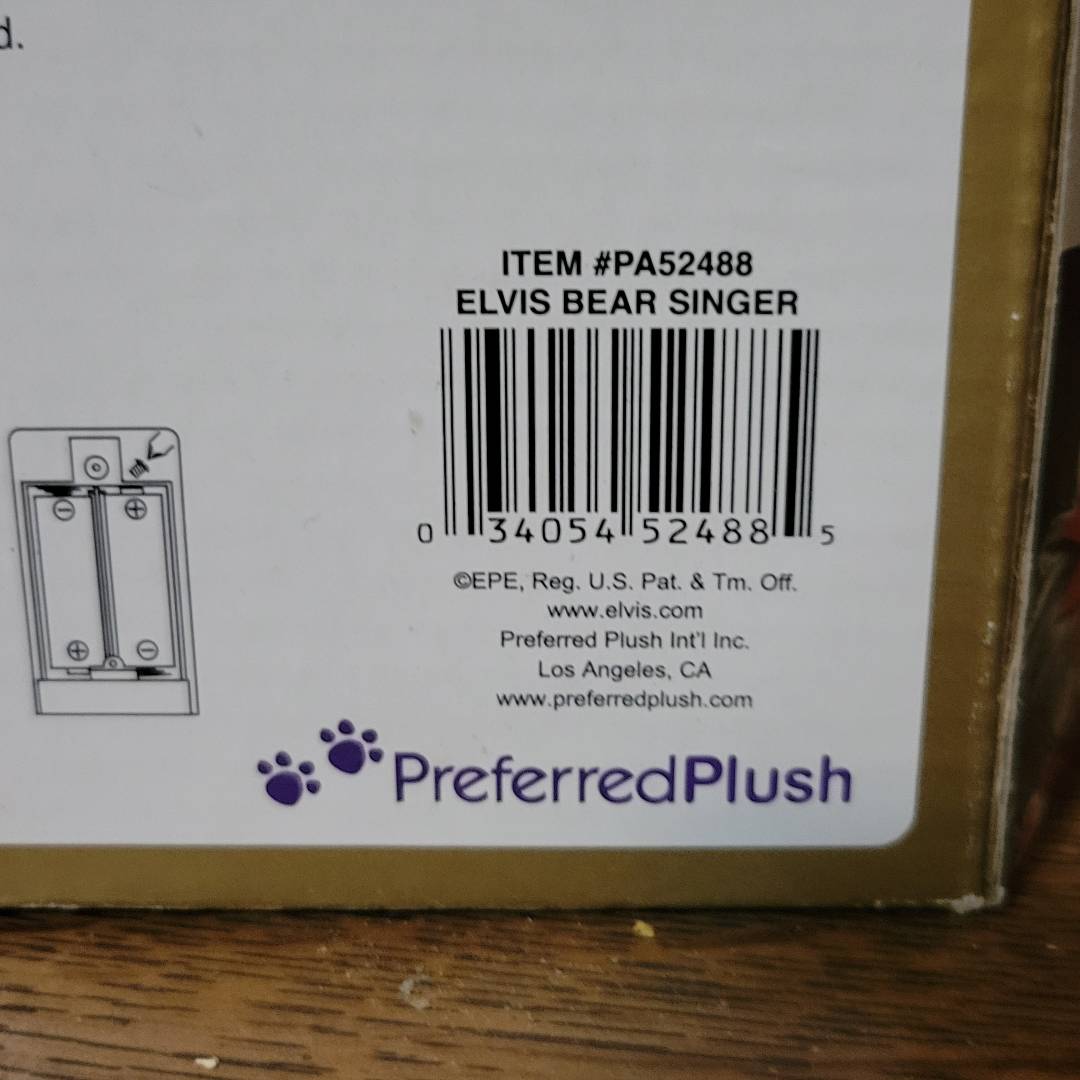 d.
ITEM #PA52488
ELVIS BEAR SINGER
0 34054 52488 5
©EPE, Reg. U.S. Pat. & Tm. Off.
www.elvis.com
Preferred Plush Int'l Inc.
Los Angeles, CA
www.preferredplush.com
PreferredPlush